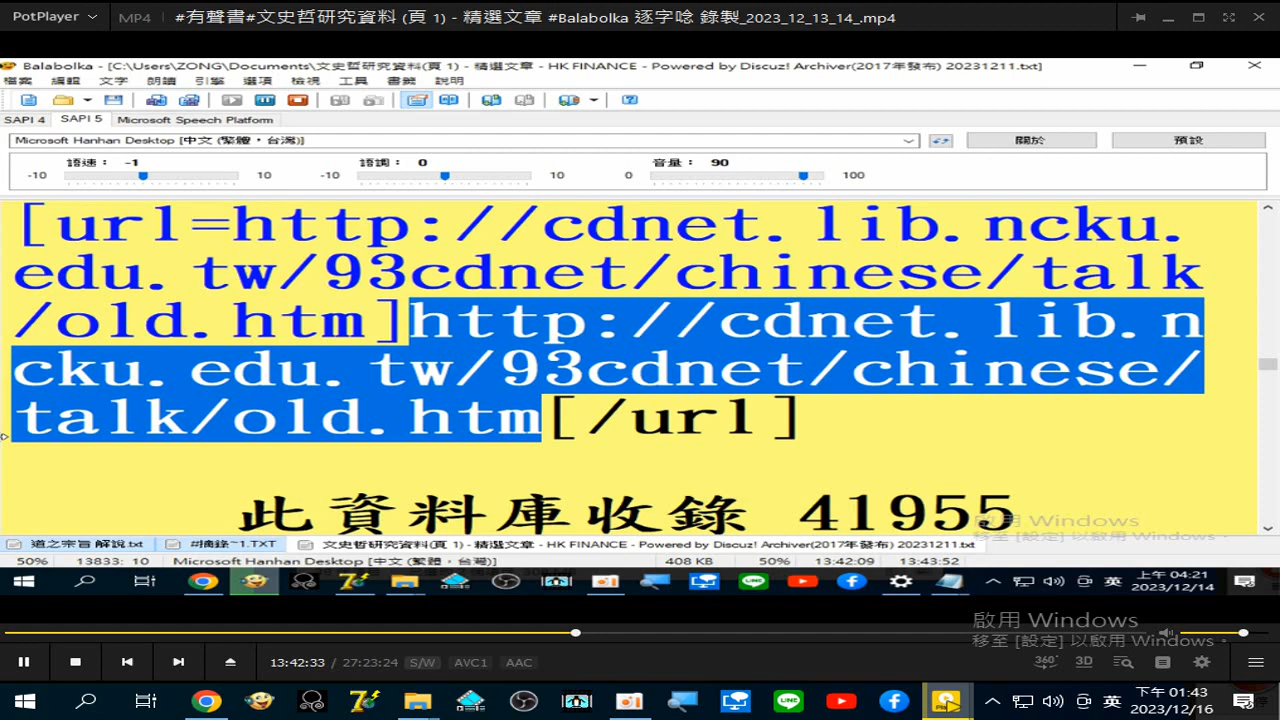 PotPlayer MP4 #有聲書#文史哲研究資料 (頁 1) - 精選文章 #Balabolka 逐字唸 錄製_2023_12_13_14_.mp4
Balabolka - [C:\Users\ZONG\Documents\文史哲研究資料(頁 1) - 精選文章 - HK FINANCE - Powered by Discuz! Archiver(2017年發布) 20231211.txt]
檔案 編輯 文字 朗讀 引擎 選項 檢視 工具 書籤 說明
SAPI 4 SAPI 5 Microsoft Speech Platform
Microsoft Hanhan Desktop [中文 (繁體，台灣)] 關於 預設
語速： -1 語調： 0 音量： 90
-10 10 -10 10 0 100
[url=http://cdnet.lib.ncku.
edu.tw/93cdnet/chinese/talk
/old.htm]http://cdnet.lib.n
cku.edu.tw/93cdnet/chinese/
talk/old.htm[/url]
此資料庫收錄 41955
啟用 Windows
移至 [設定] 以啟用 Windows。
道之宗旨 解說.txt #摘錄~1.TXT 文史哲研究資料(頁 1) - 精選文章 - HK FINANCE - Powered by Discuz! Archiver(2017年發布) 20231211.txt
50% 13833: 10 Microsoft Hanhan Desktop [中文 (繁體，台灣)] 408 KB 50% 13:42:09 13:43:52
英 上午 04:21
2023/12/14
啟用 Windows
移至 [設定] 以啟用 Windows。
13:42:33 / 27:23:24 S/W AVC1 AAC 360° 3D
英 下午 01:43
2023/12/16